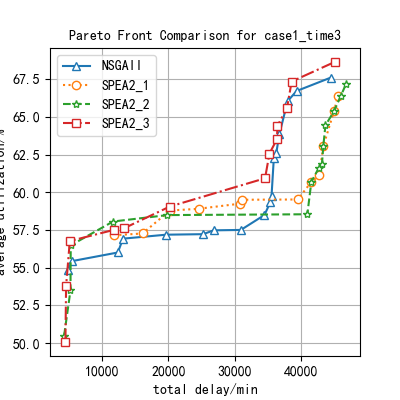 Pareto Front Comparison for case1_time3
NSGAII
SPEA2_1
SPEA2_2
SPEA2_3
67.5
65.0
62.5
60.0
57.5
55.0
52.5
50.0
average utilization/%
10000 20000 30000 40000
total delay/min